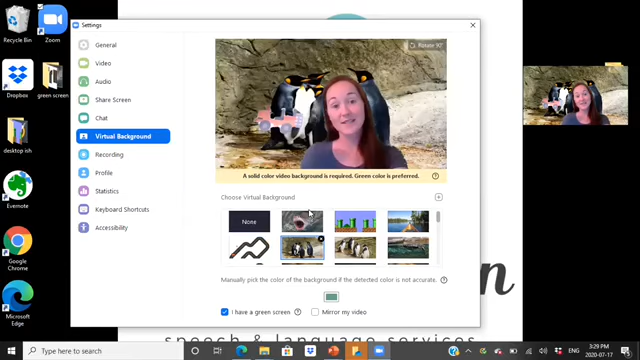 Recycle Bin
Zoom
Dropbox
green screen
desktop ish
Evernote
Google Chrome
Microsoft Edge
Settings
General
Video
Audio
Share Screen
Chat
Virtual Background
Recording
Profile
Statistics
Keyboard Shortcuts
Accessibility
Rotate 90°
A solid color video background is required. Green color is preferred.
Choose Virtual Background
None
Manually pick the color of the background if the detected color is not accurate.
I have a green screen
Mirror my video
n
speech & language services
Type here to search
ENG
3:29 PM
2020-07-17